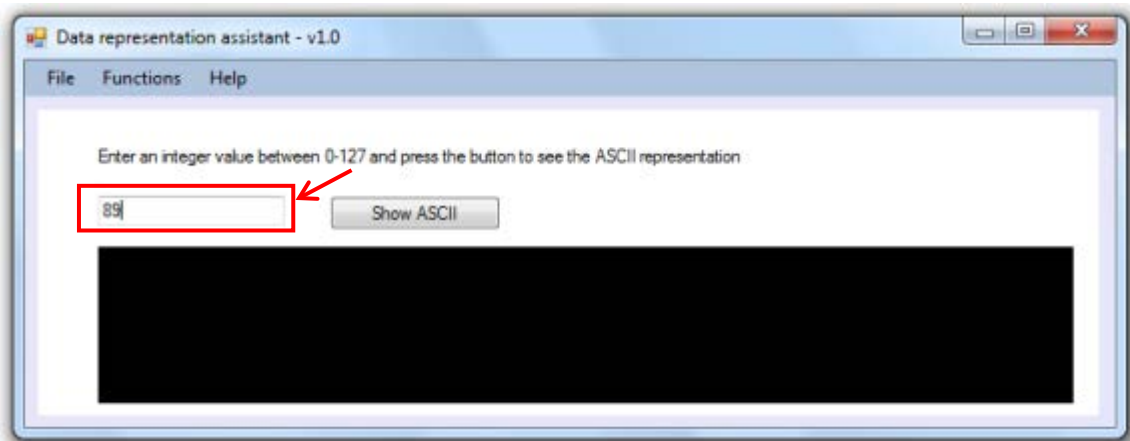 Data representation assistant - v1.0
File Functions Help
Enter an integer value between 0-127 and press the button to see the ASCII representation
89
Show ASCII